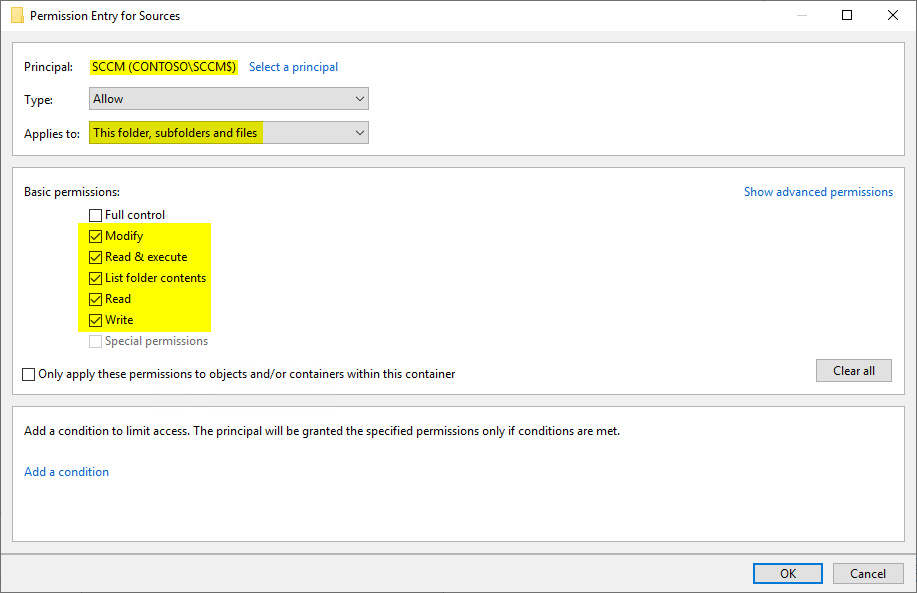 Permission Entry for Sources
Principal: SCCM (CONTOSO\SCCM$) Select a principal
Type: Allow
Applies to: This folder, subfolders and files
Basic permissions: Show advanced permissions
Full control
Modify
Read & execute
List folder contents
Read
Write
Special permissions
Only apply these permissions to objects and/or containers within this container
Clear all
Add a condition to limit access. The principal will be granted the specified permissions only if conditions are met.
Add a condition
OK Cancel